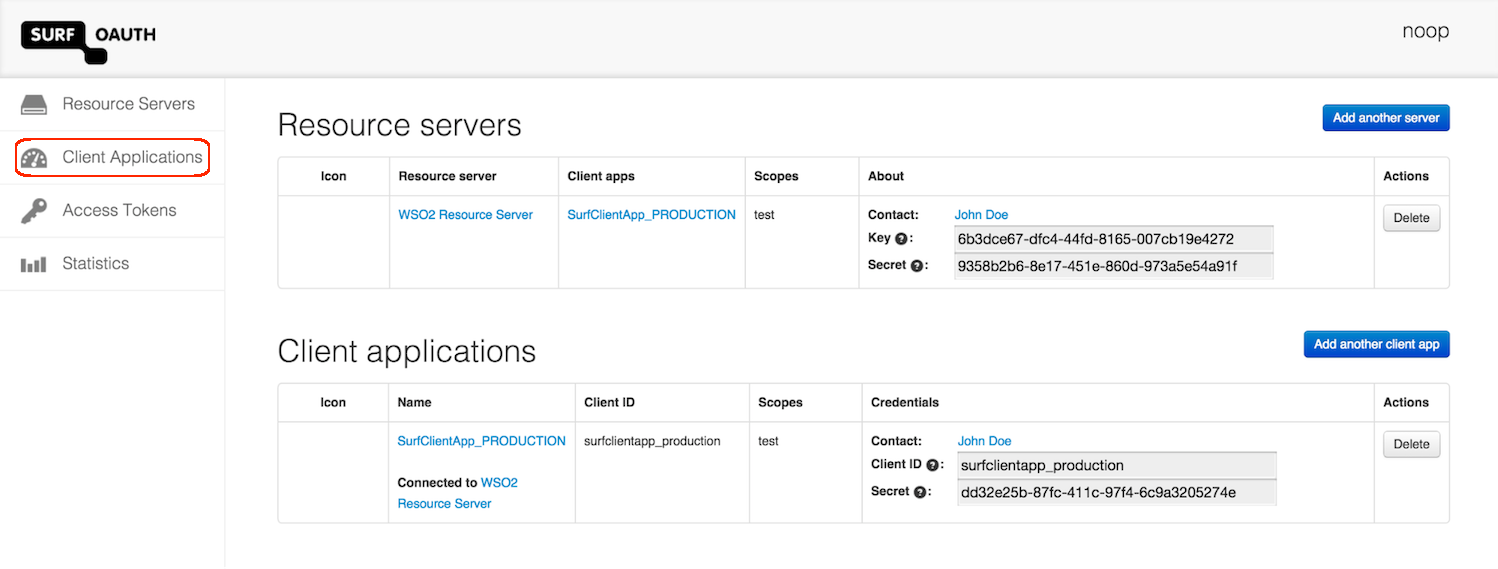 SURF OAUTH
noop
Resource Servers
Client Applications
Access Tokens
Statistics
Resource servers
Add another server
Icon Resource server Client apps Scopes About Actions
WSO2 Resource Server SurfClientApp_PRODUCTION test Contact: John Doe Delete
Key ?: 6b3dce67-dfc4-44fd-8165-007cb19e4272
Secret ?: 9358b2b6-8e17-451e-860d-973a5e54a91f
Client applications
Add another client app
Icon Name Client ID Scopes Credentials Actions
SurfClientApp_PRODUCTION surfclientapp_production test Contact: John Doe Delete
Client ID ?: surfclientapp_production
Connected to WSO2
Secret ?: dd32e25b-87fc-411c-97f4-6c9a3205274e
Resource Server